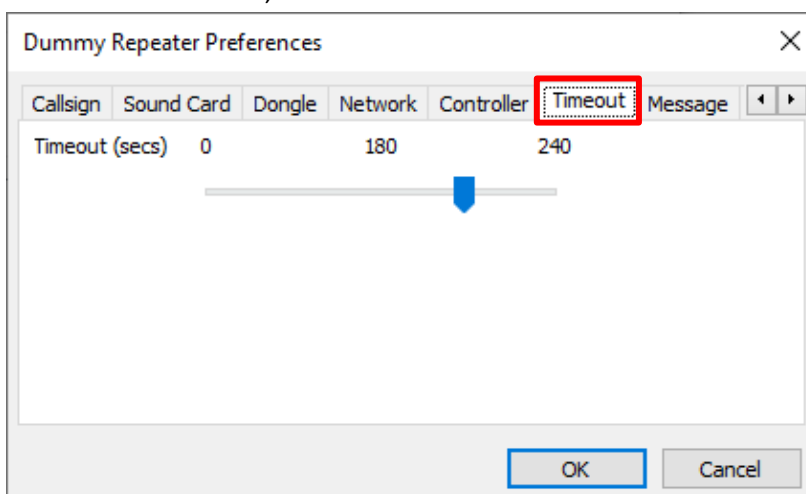 Dummy Repeater Preferences
Callsign Sound Card Dongle Network Controller Timeout Message
Timeout (secs) 0 180 240
OK Cancel